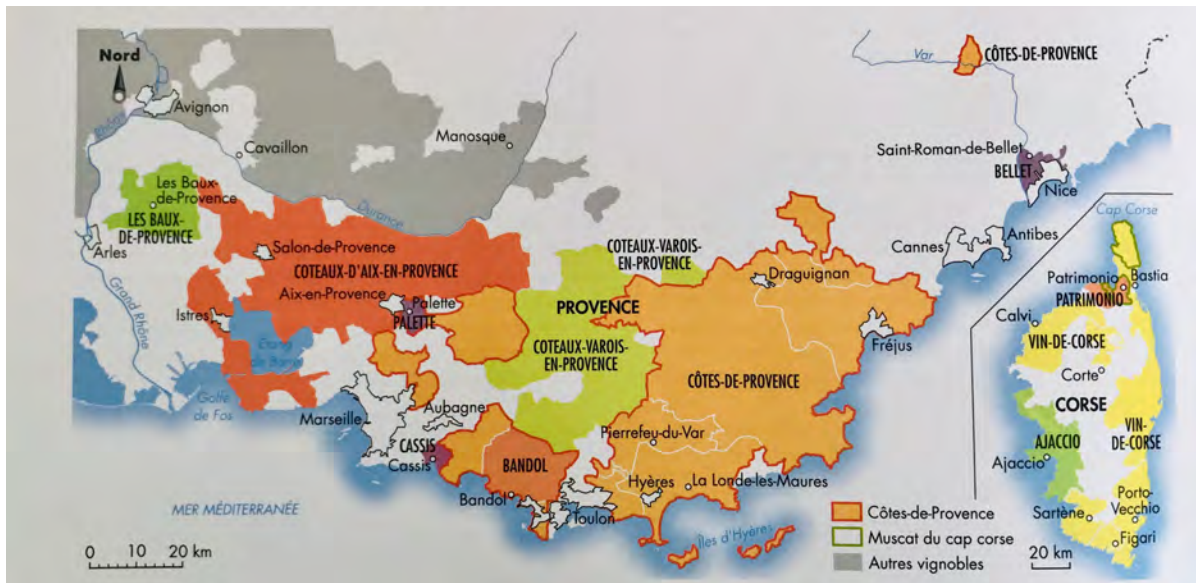 Nord
Avignon
Rhône
Cavaillon
Manosque
Durance
Var
CÔTES-DE-PROVENCE
Saint-Roman-de-Bellet
BELLET
Nice
Antibes
Cannes
Les Baux-
de-Provence
LES BAUX-
DE-PROVENCE
Arles
Grand Rhône
Salon-de-Provence
COTEAUX-D'AIX-EN-PROVENCE
Aix-en-Provence
Palette
PALETTE
Istres
Étang
de Berre
Golfe
de Fos
COTEAUX-VAROIS-
EN-PROVENCE
PROVENCE
COTEAUX-VAROIS-
EN-PROVENCE
Draguignan
Fréjus
CÔTES-DE-PROVENCE
Marseille
Aubagne
CASSIS
Cassis
BANDOL
Bandol
Toulon
Pierrefeu-du-Var
Hyères
La Londe-les-Maures
Îles d'Hyères
MER MÉDITERRANÉE
0 10 20 km
Cap Corse
Patrimonio
Bastia
PATRIMONIO
Calvi
VIN-DE-CORSE
Corte
CORSE
AJACCIO
Ajaccio
VIN-
DE-CORSE
Sartène
Porto-
Vecchio
Figari
20 km
Côtes-de-Provence
Muscat du cap corse
Autres vignobles